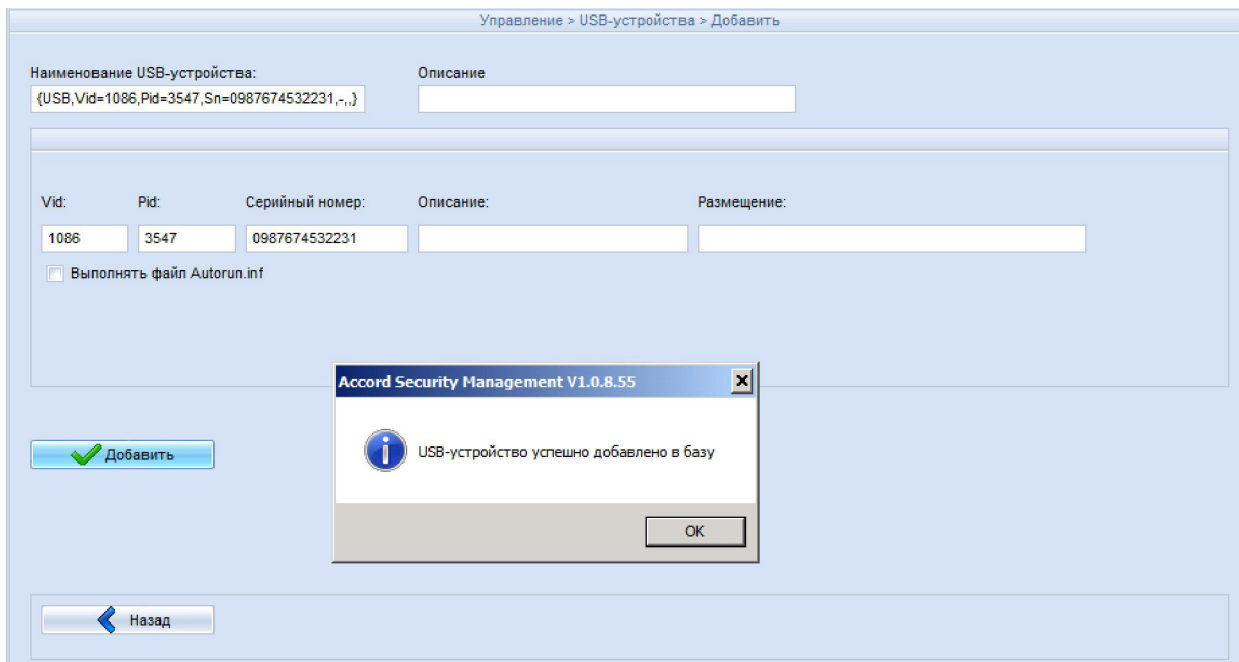 Управление > USB-устройства > Добавить
Наименование USB-устройства: Описание
{USB,Vid=1086,Pid=3547,Sn=0987674532231,-,,}
Vid: Pid: Серийный номер: Описание: Размещение:
1086 3547 0987674532231
Выполнять файл Autorun.inf
Accord Security Management V1.0.8.55
USB-устройство успешно добавлено в базу
OK
Добавить
Назад